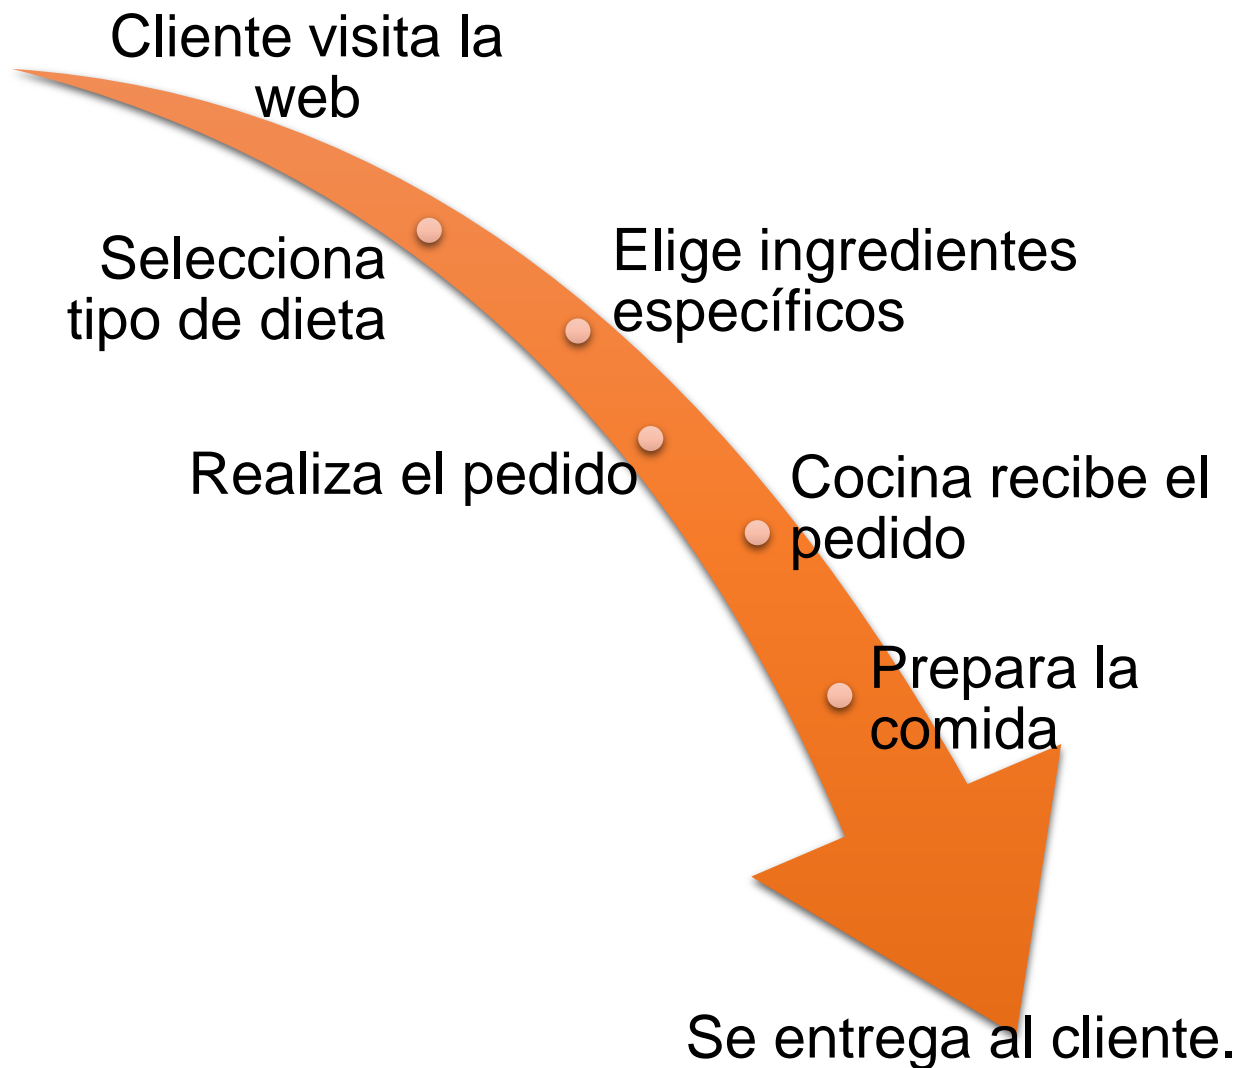 Cliente visita la
web
Selecciona
tipo de dieta
Elige ingredientes
específicos
Realiza el pedido
Cocina recibe el
pedido
Prepara la
comida
Se entrega al cliente.